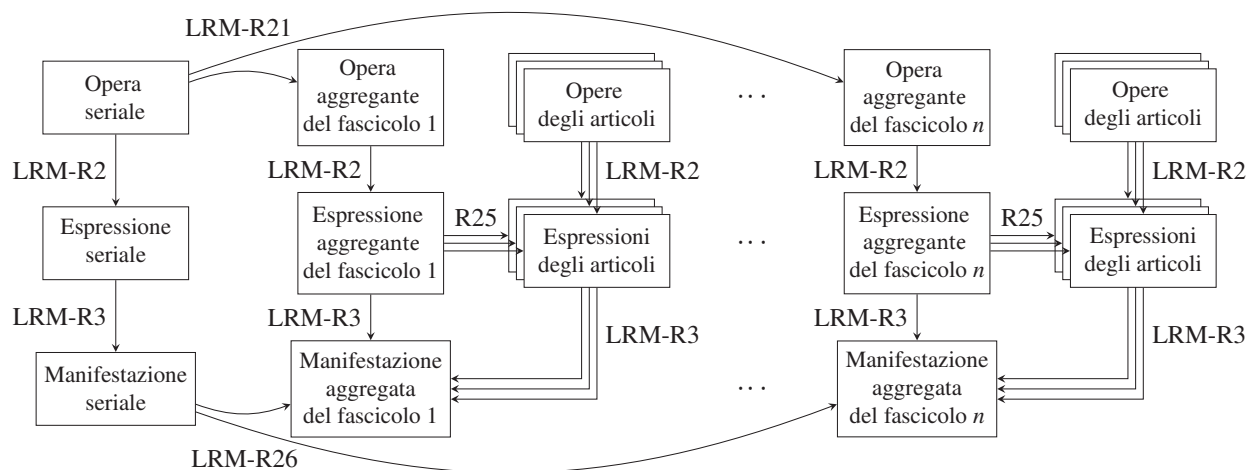 LRM-R21
Opera
seriale
Opera
aggregante
del fascicolo 1
Opere
degli articoli
. . .
Opera
aggregante
del fascicolo n
Opere
degli articoli
LRM-R2
LRM-R2
LRM-R2
LRM-R2
LRM-R2
Espressione
seriale
Espressione
aggregante
del fascicolo 1
R25
Espressioni
degli articoli
. . .
Espressione
aggregante
del fascicolo n
R25
Espressioni
degli articoli
LRM-R3
LRM-R3
LRM-R3
LRM-R3
LRM-R3
Manifestazione
seriale
Manifestazione
aggregata
del fascicolo 1
. . .
Manifestazione
aggregata
del fascicolo n
LRM-R26